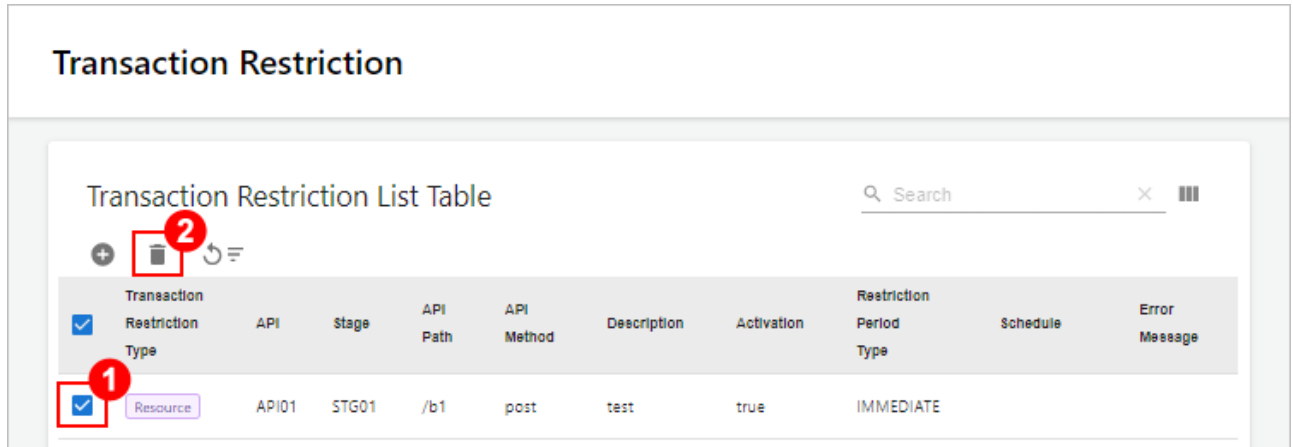 Transaction Restriction
Transaction Restriction List Table
Search
2
Transaction
Restriction
Type
API
Stage
API
Path
API
Method
Description
Activation
Restriction
Period
Type
Schedule
Error
Message
1
Resource
API01
STG01
/b1
post
test
true
IMMEDIATE